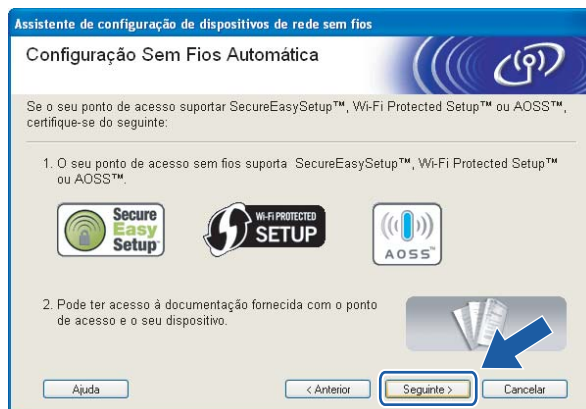 Assistente de configuração de dispositivos de rede sem fios
Configuração Sem Fios Automática
Se o seu ponto de acesso suportar SecureEasySetup™, Wi-Fi Protected Setup™ ou AOSS™,
certifique-se do seguinte:
1. O seu ponto de acesso sem fios suporta SecureEasySetup™, Wi-Fi Protected Setup™
ou AOSS™.
Secure
Easy
Setup
WI-FI PROTECTED
SETUP
AOSS™
2. Pode ter acesso à documentação fornecida com o ponto
de acesso e o seu dispositivo.
Ajuda
< Anterior
Seguinte >
Cancelar